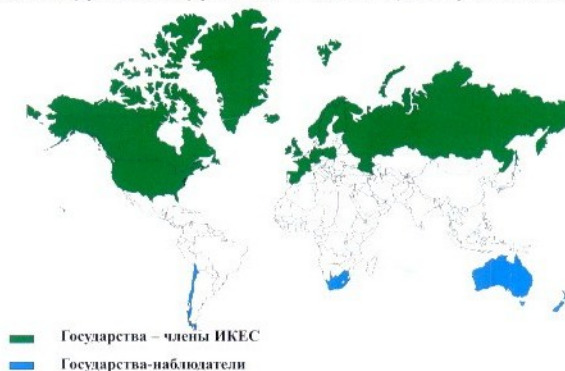 Государства – члены ИКЕС
Государства-наблюдатели